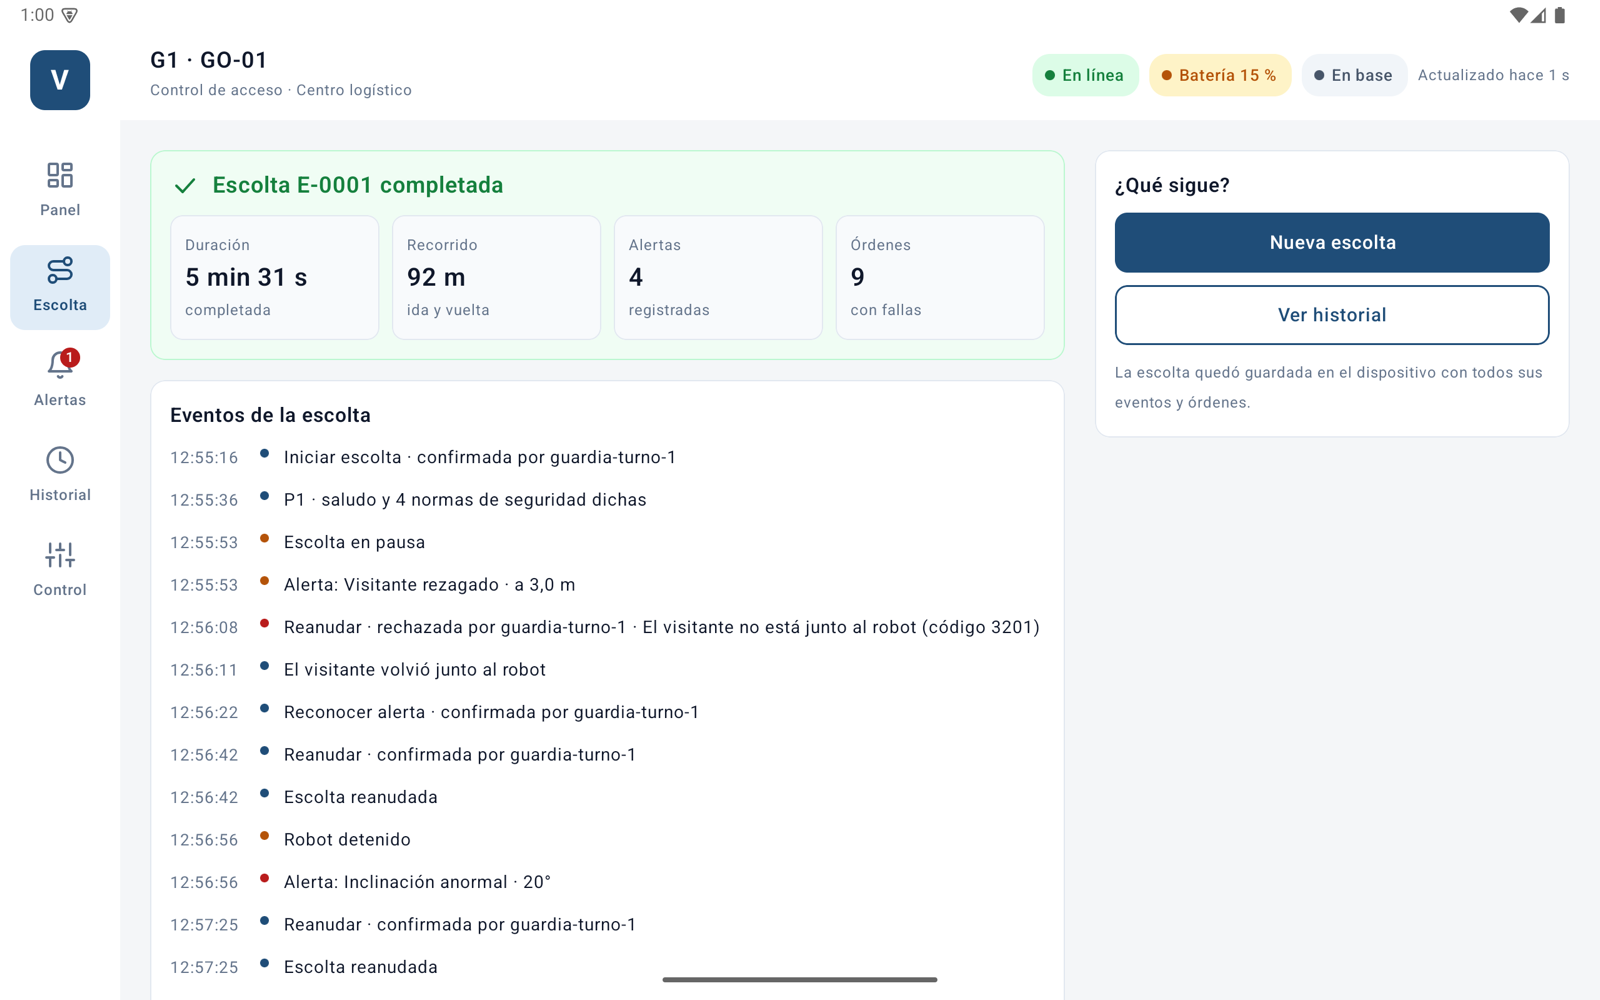 1:00
V
G1 · GO-01
Control de acceso · Centro logístico
En línea
Batería 15 %
En base
Actualizado hace 1 s
Panel
Escolta
1
Alertas
Historial
Control
Escolta E-0001 completada
Duración
5 min 31 s
completada
Recorrido
92 m
ida y vuelta
Alertas
4
registradas
Órdenes
9
con fallas
Eventos de la escolta
12:55:16 Iniciar escolta · confirmada por guardia-turno-1
12:55:36 P1 · saludo y 4 normas de seguridad dichas
12:55:53 Escolta en pausa
12:55:53 Alerta: Visitante rezagado · a 3,0 m
12:56:08 Reanudar · rechazada por guardia-turno-1 · El visitante no está junto al robot (código 3201)
12:56:11 El visitante volvió junto al robot
12:56:22 Reconocer alerta · confirmada por guardia-turno-1
12:56:42 Reanudar · confirmada por guardia-turno-1
12:56:42 Escolta reanudada
12:56:56 Robot detenido
12:56:56 Alerta: Inclinación anormal · 20°
12:57:25 Reanudar · confirmada por guardia-turno-1
12:57:25 Escolta reanudada
¿Qué sigue?
Nueva escolta
Ver historial
La escolta quedó guardada en el dispositivo con todos sus
eventos y órdenes.